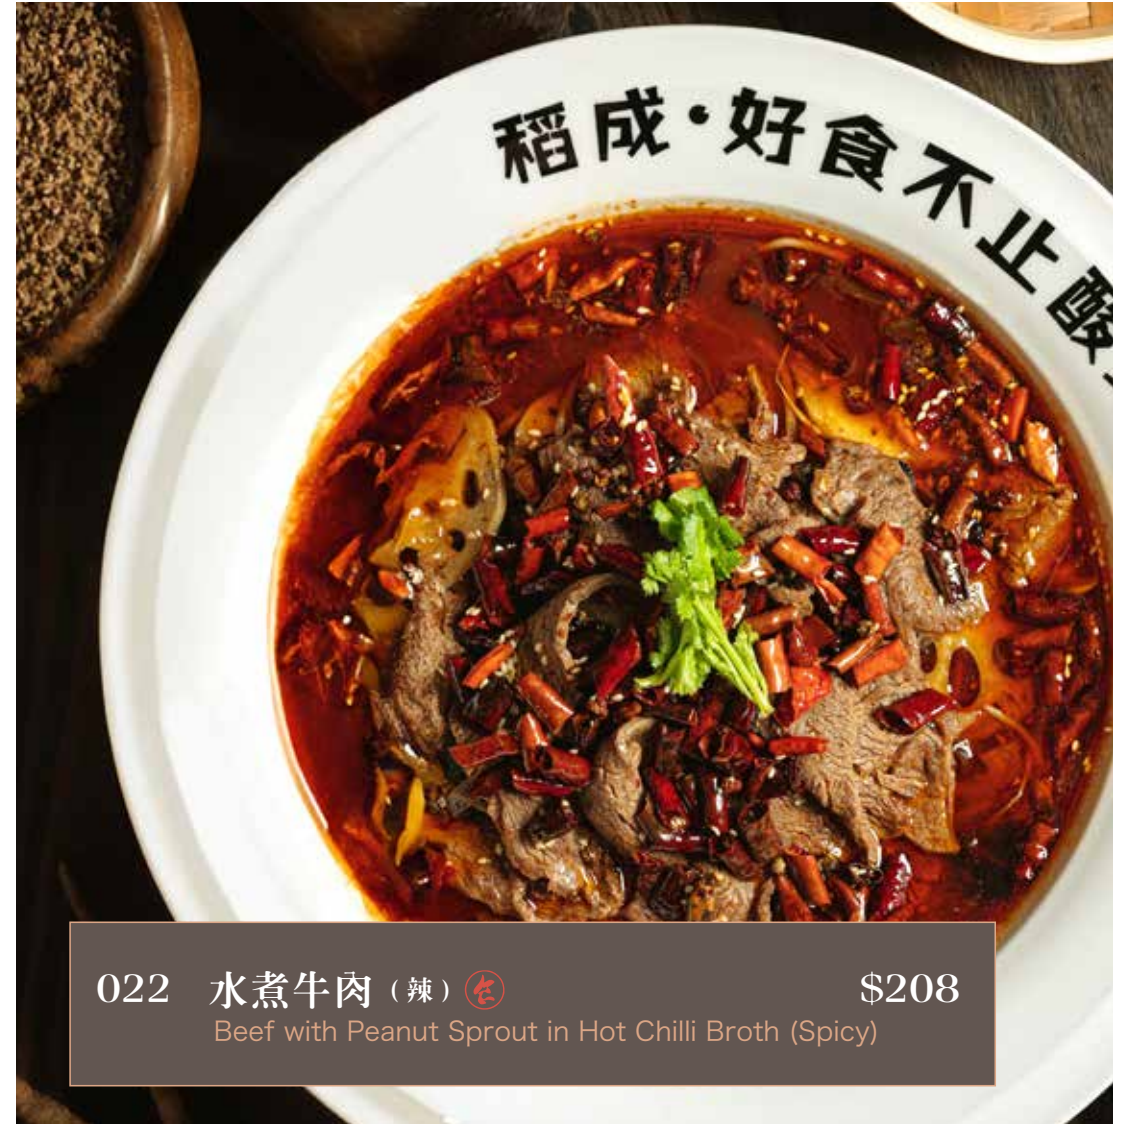 稻成·好食不止酸
022 水煮牛肉（辣） $208
Beef with Peanut Sprout in Hot Chilli Broth (Spicy)